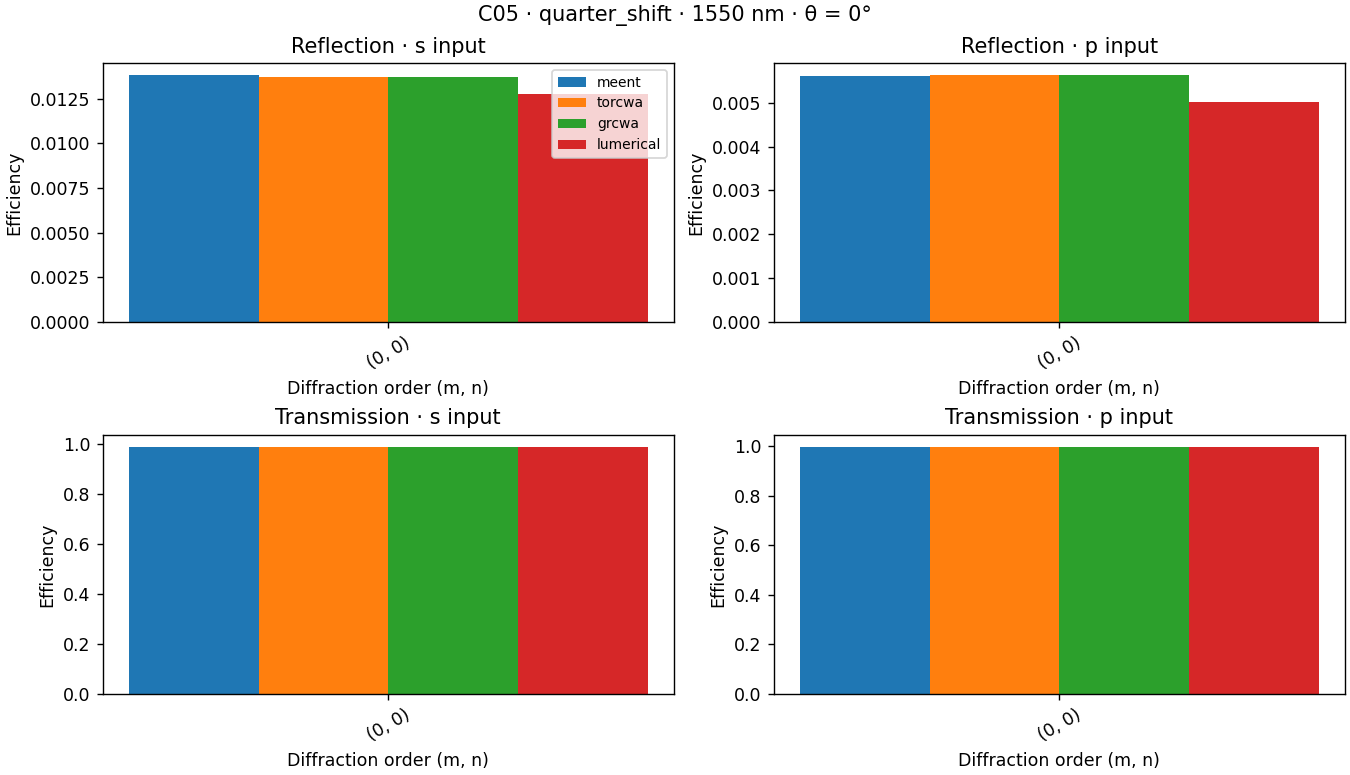 C05 · quarter_shift · 1550 nm · θ = 0°
Reflection · s input
Efficiency
0.0125
0.0100
0.0075
0.0050
0.0025
0.0000
meent
torcwa
grcwa
lumerical
(0, 0)
Diffraction order (m, n)
Reflection · p input
Efficiency
0.005
0.004
0.003
0.002
0.001
0.000
(0, 0)
Diffraction order (m, n)
Transmission · s input
Efficiency
1.0
0.8
0.6
0.4
0.2
0.0
(0, 0)
Diffraction order (m, n)
Transmission · p input
Efficiency
1.0
0.8
0.6
0.4
0.2
0.0
(0, 0)
Diffraction order (m, n)